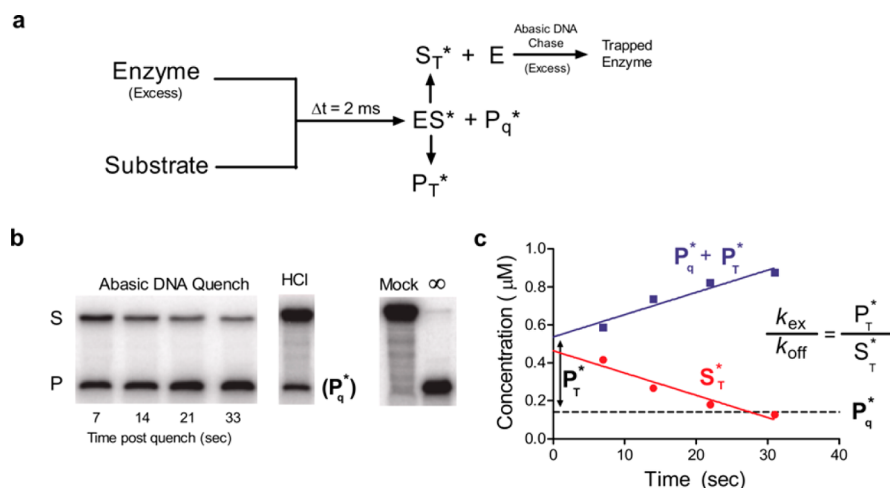 a
Enzyme
(Excess)
Substrate
Δt = 2 ms
S_T* + E
Abasic DNA
Chase
(Excess)
Trapped
Enzyme
ES* + P_q*
P_T*
b
Abasic DNA Quench
HCl
Mock
∞
S
P
(P_q*)
7 14 21 33
Time post quench (sec)
c
Concentration ( μM)
1.0
0.8
0.6
0.4
0.2
0.0
P_q* + P_T*
P_T*
S_T*
P_q*
k_ex / k_off = P_T* / S_T*
0 10 20 30 40
Time (sec)